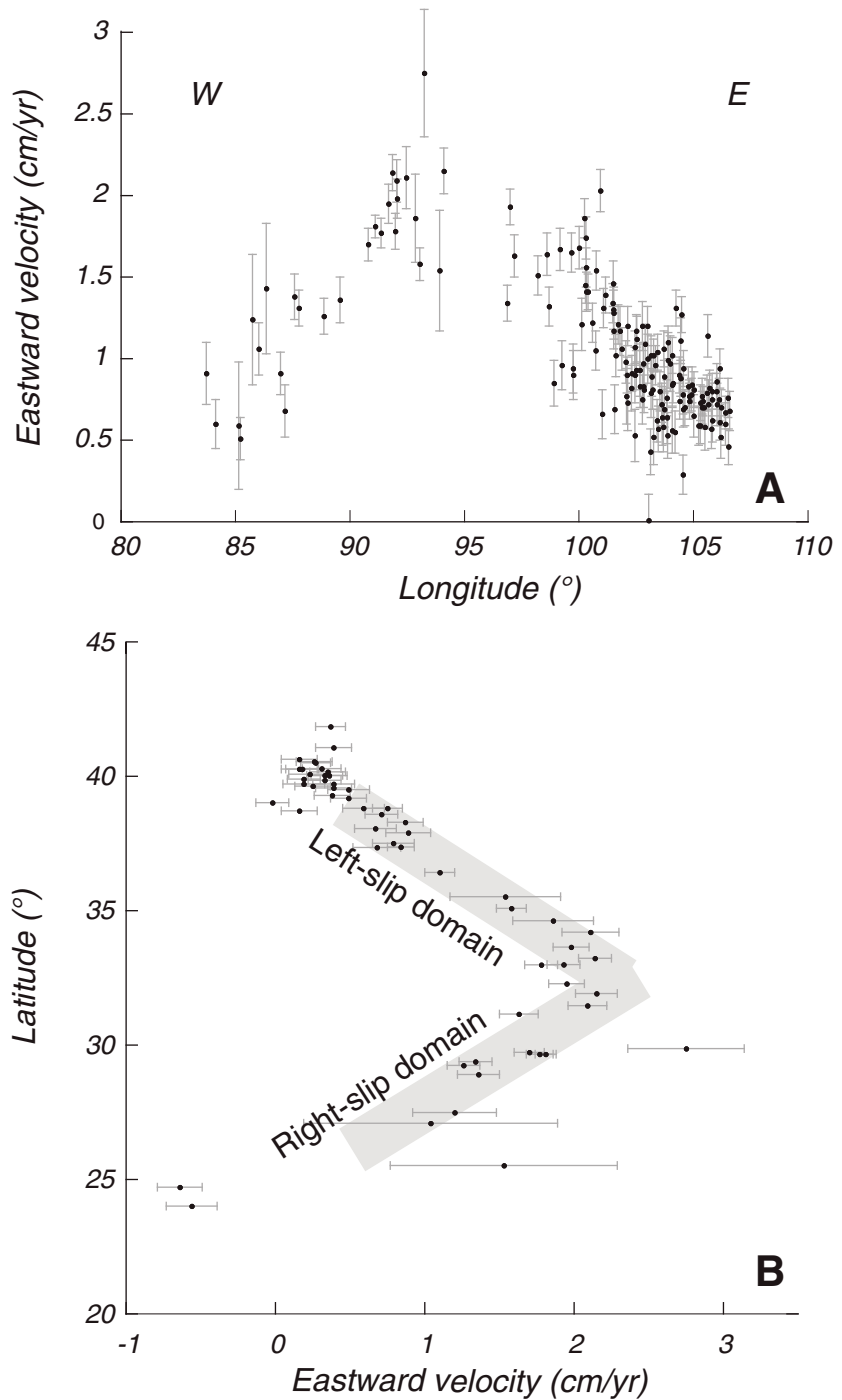 3
2.5
2
1.5
1
0.5
0
Eastward velocity (cm/yr)
W
E
A
80 85 90 95 100 105 110
Longitude (°)
45
40
35
30
25
20
Latitude (°)
Left-slip domain
Right-slip domain
B
-1 0 1 2 3
Eastward velocity (cm/yr)